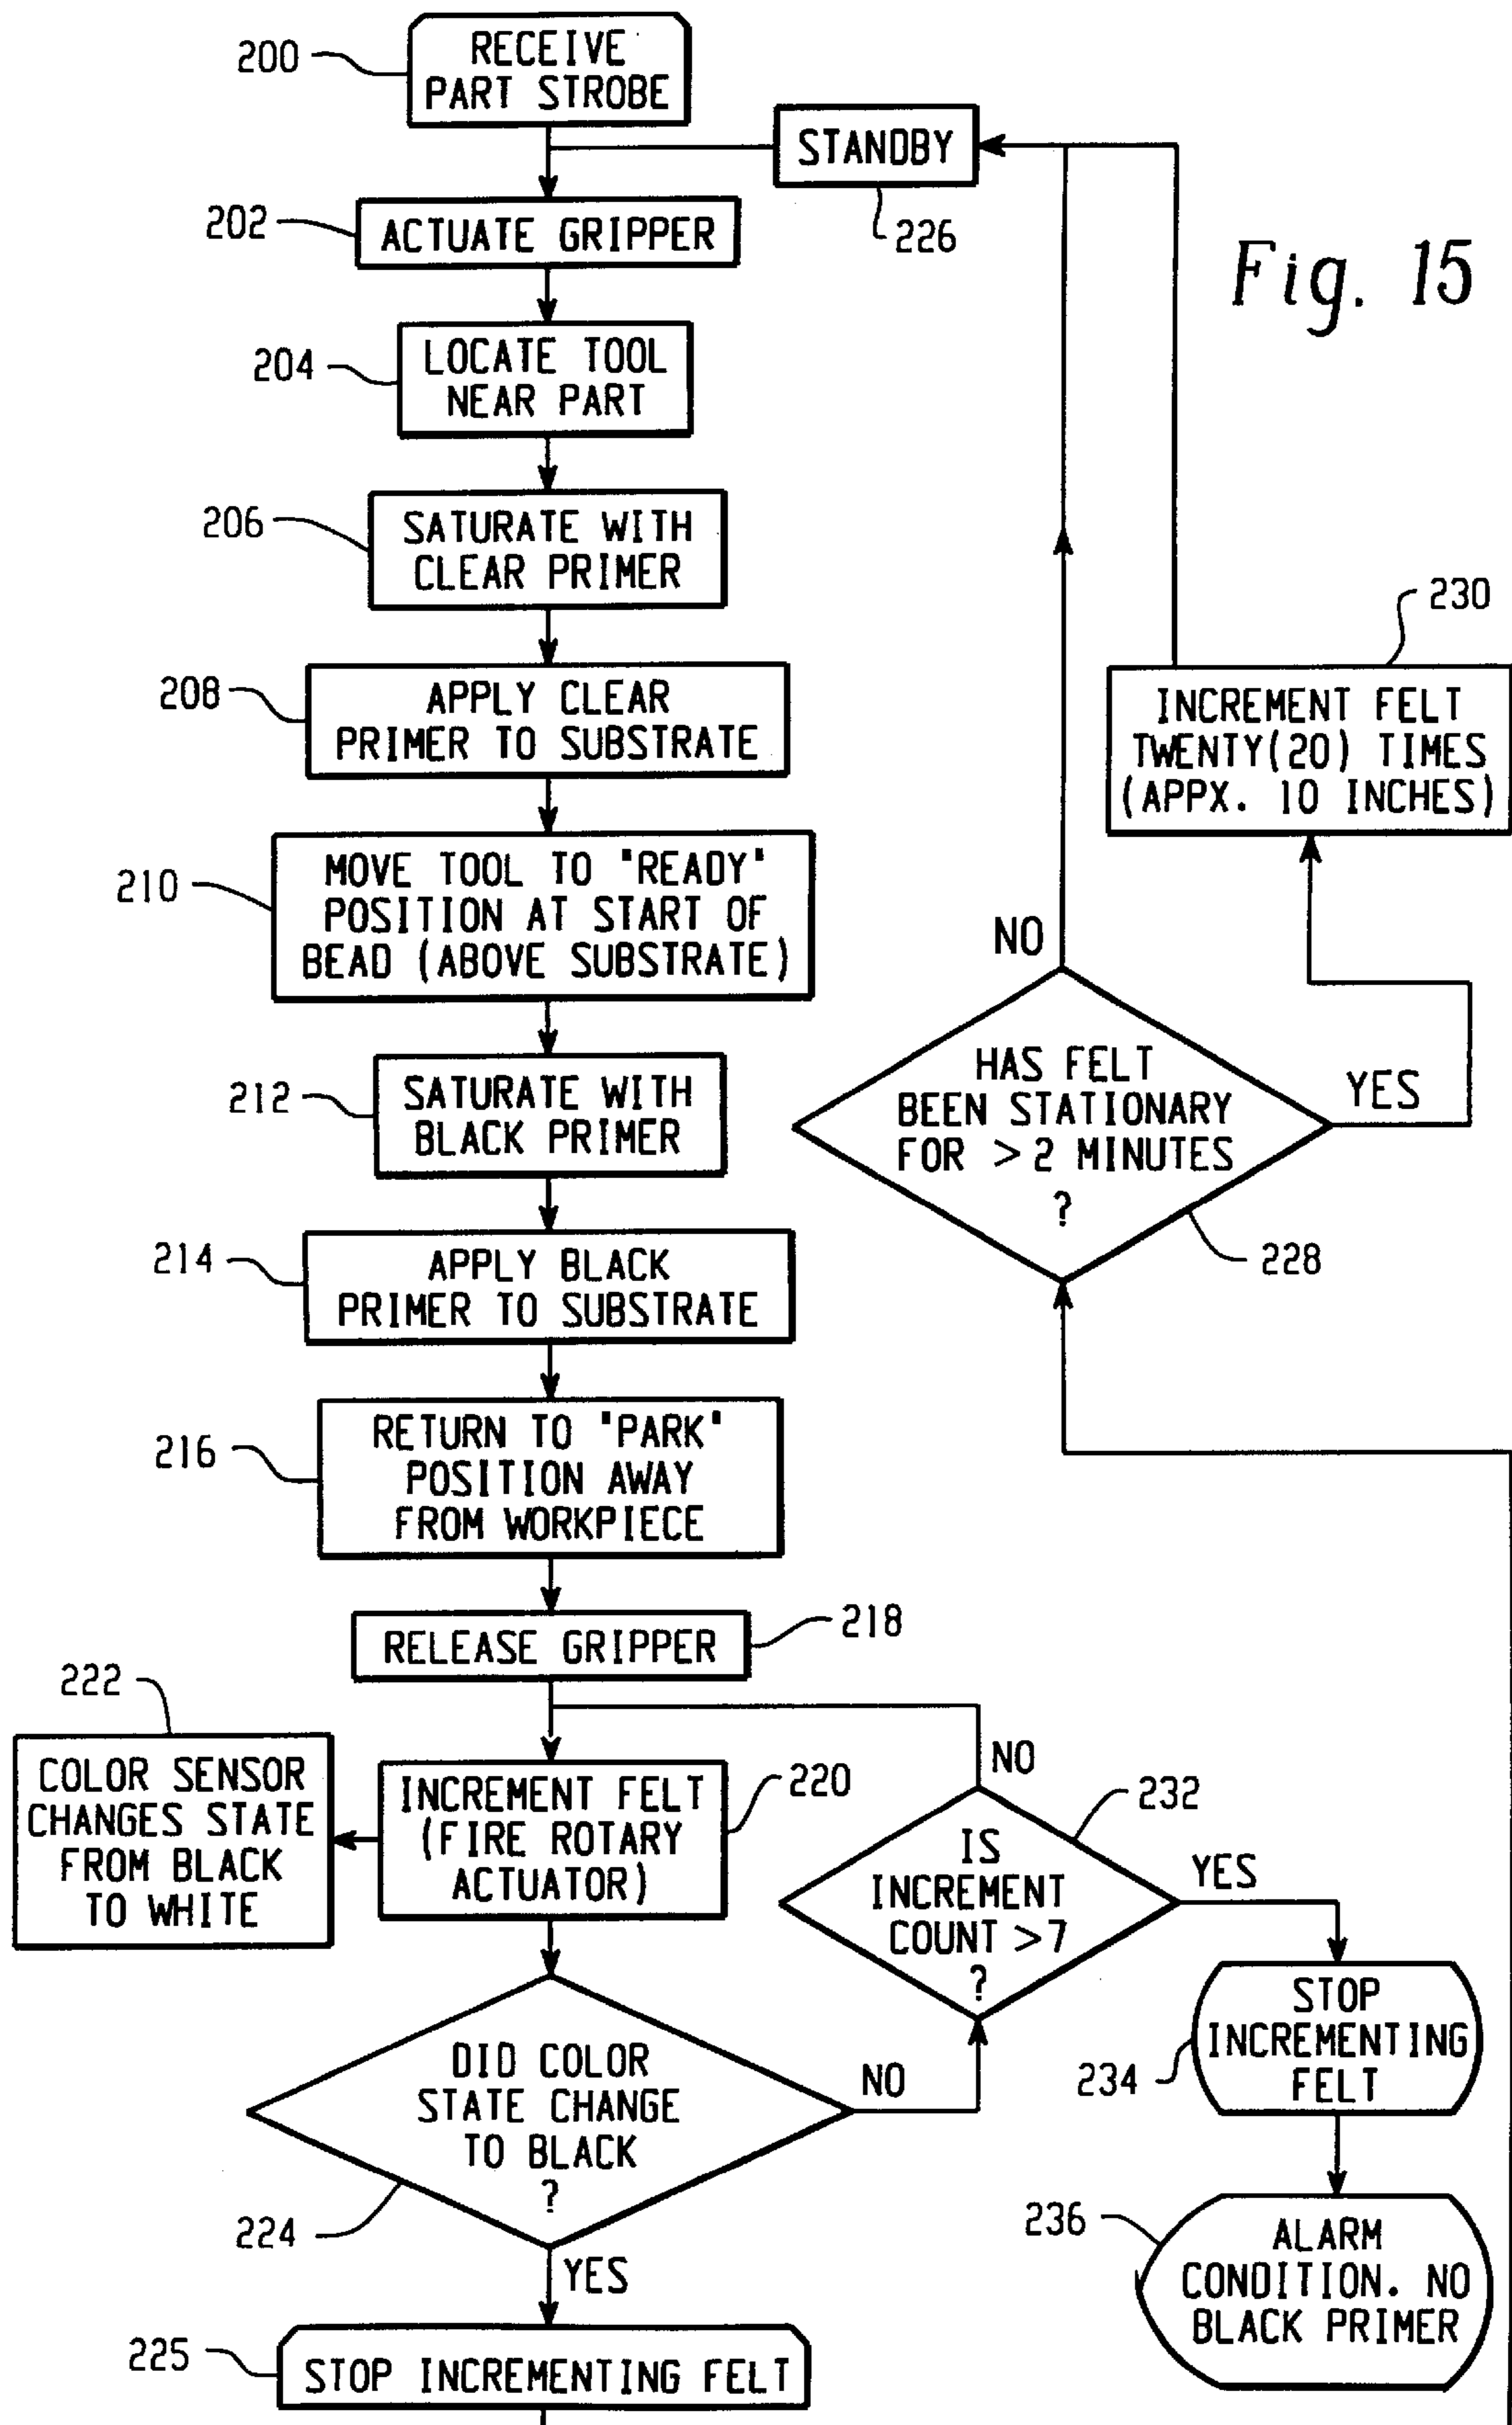 200
RECEIVE
PART STROBE
STANDBY
226
202
ACTUATE GRIPPER
Fig. 15
204
LOCATE TOOL
NEAR PART
206
SATURATE WITH
CLEAR PRIMER
208
APPLY CLEAR
PRIMER TO SUBSTRATE
230
INCREMENT FELT
TWENTY(20) TIMES
(APPX. 10 INCHES)
210
MOVE TOOL TO "READY"
POSITION AT START OF
BEAD (ABOVE SUBSTRATE)
NO
212
SATURATE WITH
BLACK PRIMER
HAS FELT
BEEN STATIONARY
FOR >2 MINUTES
?
YES
228
214
APPLY BLACK
PRIMER TO SUBSTRATE
216
RETURN TO "PARK"
POSITION AWAY
FROM WORKPIECE
RELEASE GRIPPER
218
222
COLOR SENSOR
CHANGES STATE
FROM BLACK
TO WHITE
INCREMENT FELT
(FIRE ROTARY
ACTUATOR)
220
NO
232
IS
INCREMENT
COUNT >7
?
YES
234
STOP
INCREMENTING
FELT
DID COLOR
STATE CHANGE
TO BLACK
?
NO
224
YES
236
ALARM
CONDITION. NO
BLACK PRIMER
225
STOP INCREMENTING FELT